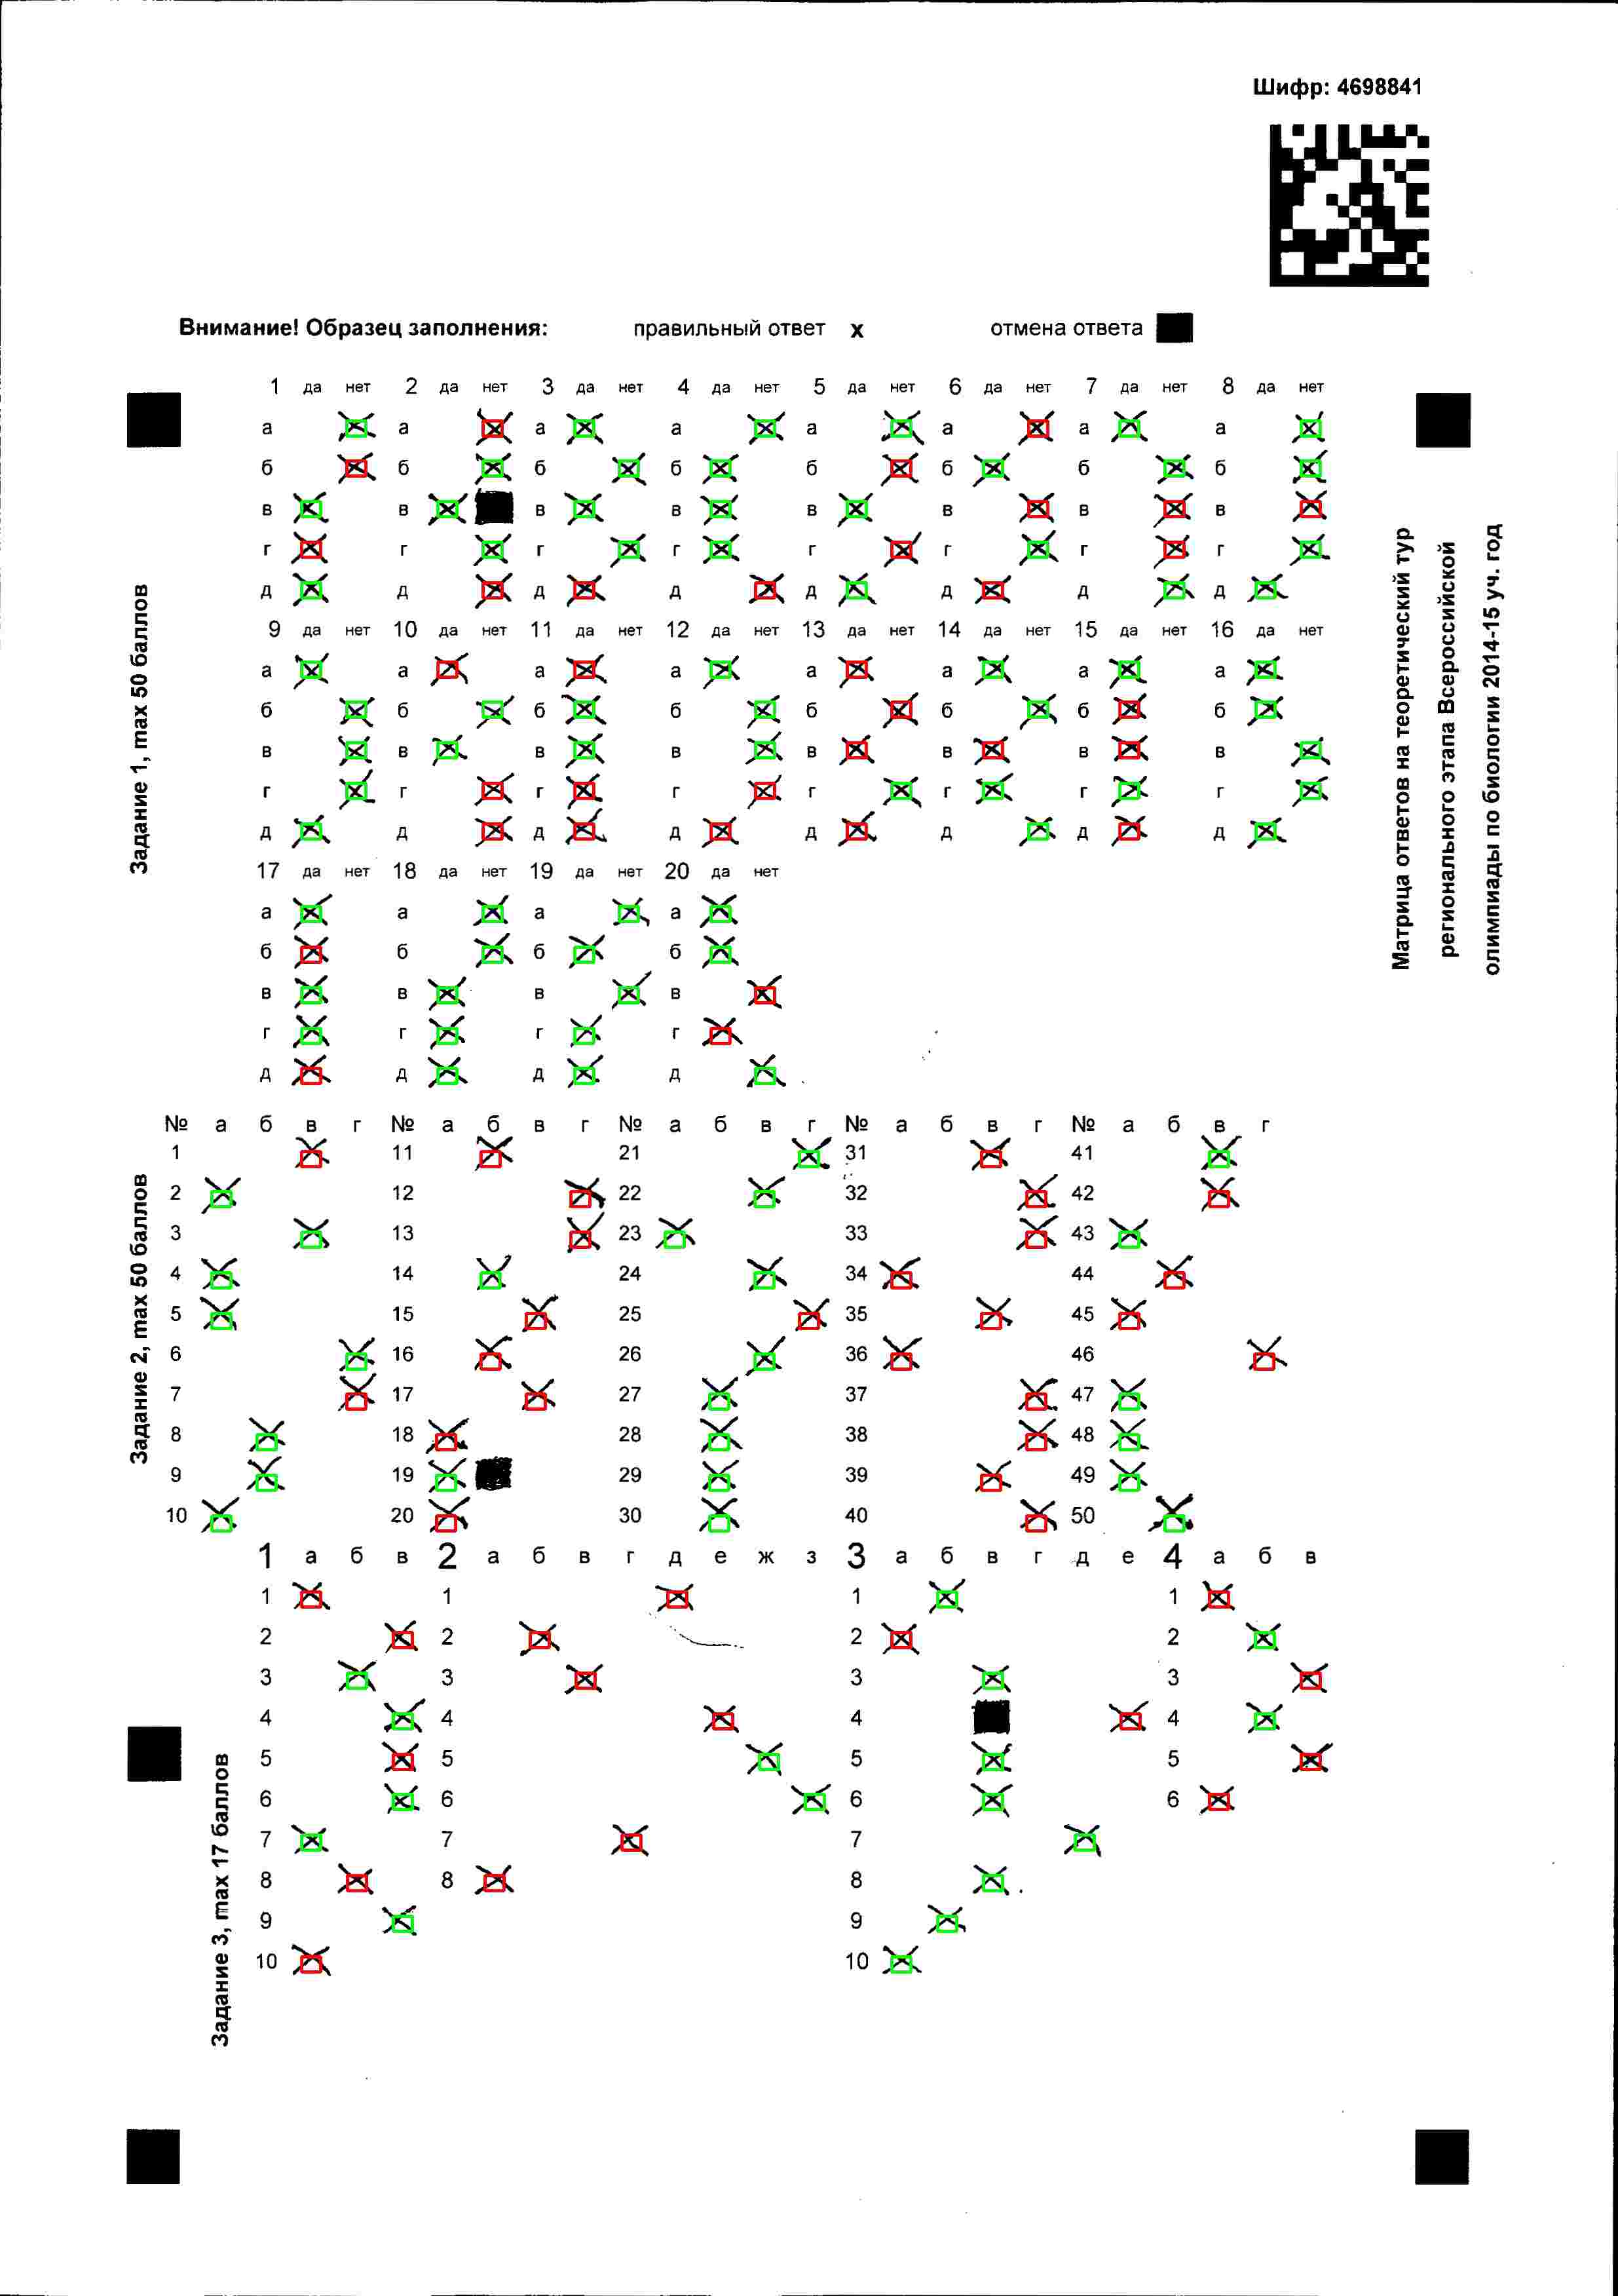 Шифр: 4698841
Внимание! Образец заполнения: правильный ответ x отмена ответа
1 да нет 2 да нет 3 да нет 4 да нет 5 да нет 6 да нет 7 да нет 8 да нет
а а а а а а а а
б б б б б б б б
в в в в в в в в
г г г г г г г г
д д д д д д д д
9 да нет 10 да нет 11 да нет 12 да нет 13 да нет 14 да нет 15 да нет 16 да нет
а а а а а а а а
б б б б б б б б
в в в в в в в в
г г г г г г г г
д д д д д д д д
17 да нет 18 да нет 19 да нет 20 да нет
а а а а
б б б б
в в в в
г г г г
д д д д
Задание 1, max 50 баллов
Матрица ответов на теоретический тур
регионального этапа Всероссийской
олимпиады по биологии 2014-15 уч. год
№ а б в г № а б в г № а б в г № а б в г № а б в г
1 11 21 31 41
2 12 22 32 42
3 13 23 33 43
4 14 24 34 44
5 15 25 35 45
6 16 26 36 46
7 17 27 37 47
8 18 28 38 48
9 19 29 39 49
10 20 30 40 50
Задание 2, max 50 баллов
1 а б в 2 а б в г д е ж з 3 а б в г д е 4 а б в
1 1 1 1
2 2 2 2
3 3 3 3
4 4 4 4
5 5 5 5
6 6 6 6
7 7 7
8 8 8
9 9
10 10
Задание 3, max 17 баллов